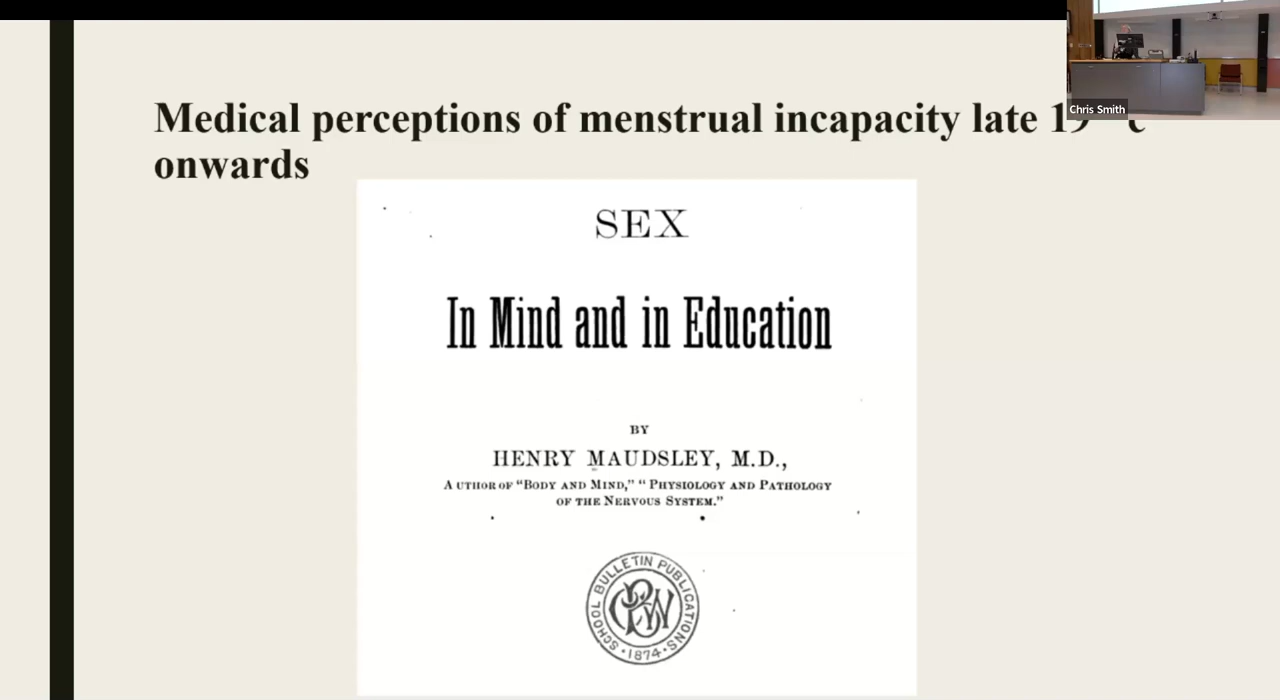 Medical perceptions of menstrual incapacity late
onwards
Chris Smith
SEX
In Mind and in Education
BY
HENRY MAUDSLEY, M.D.,
AUTHOR OF "BODY AND MIND," "PHYSIOLOGY AND PATHOLOGY
OF THE NERVOUS SYSTEM."
SCHOOL BULLETIN PUBLICATIONS
·1874·